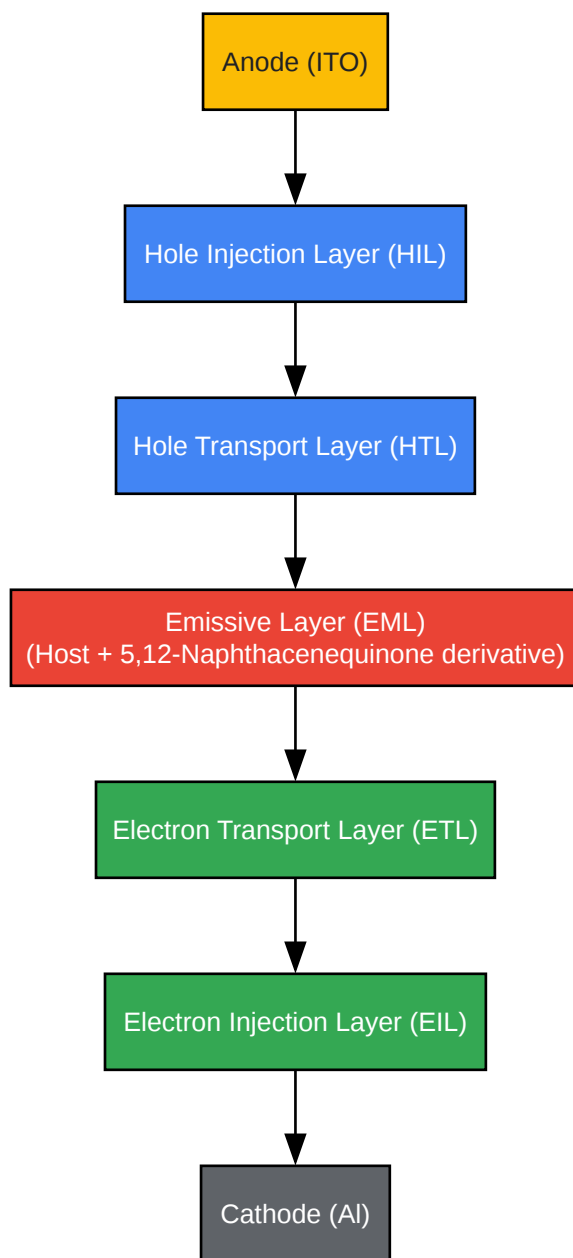 Anode (ITO)
Hole Injection Layer (HIL)
Hole Transport Layer (HTL)
Emissive Layer (EML)
(Host + 5,12-Naphthacenequinone derivative)
Electron Transport Layer (ETL)
Electron Injection Layer (EIL)
Cathode (Al)